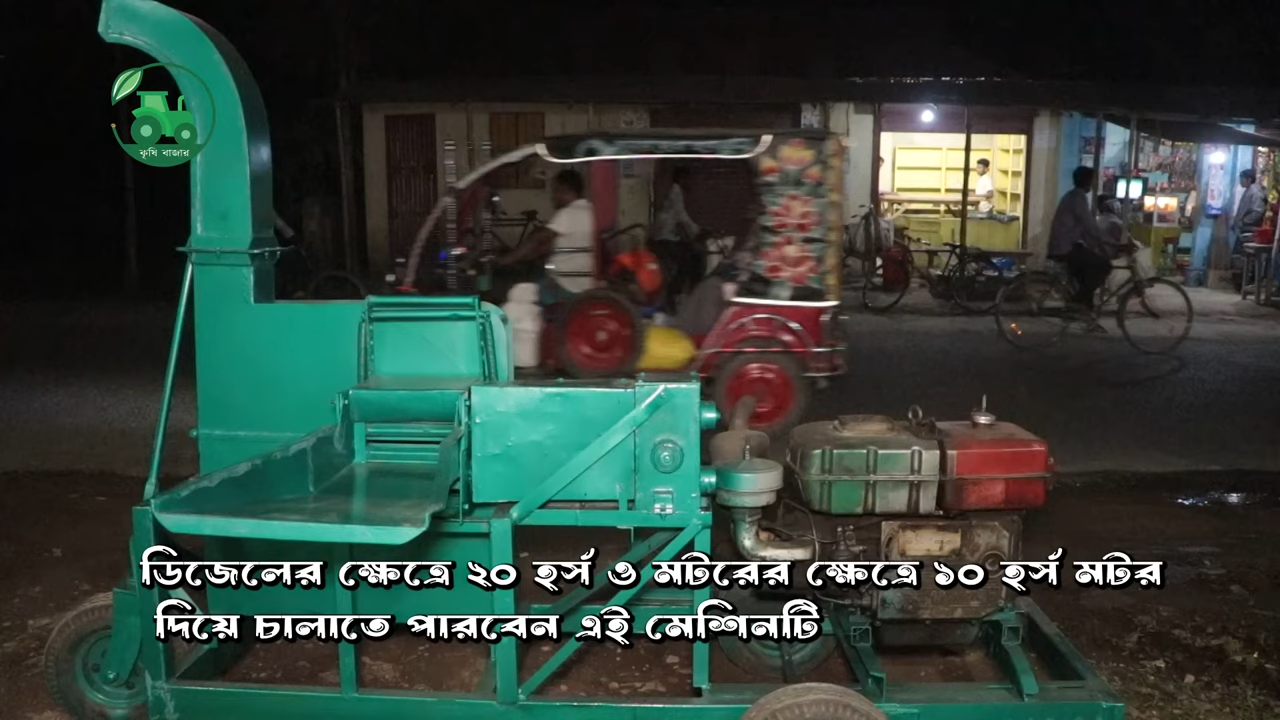 কৃষি বাজার
ডিজেলের ক্ষেত্রে ২০ হর্স ও মটরের ক্ষেত্রে ১০ হর্স মটর
দিয়ে চালাতে পারবেন এই মেশিনটি